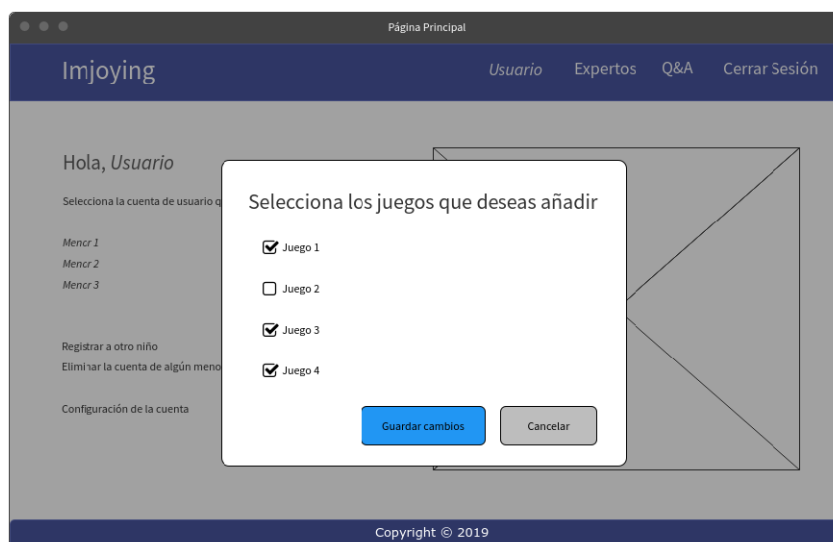 Página Principal
Imjoying
Usuario Expertos Q&A Cerrar Sesión
Hola, Usuario
Selecciona la cuenta de usuario q
Menor 1
Menor 2
Menor 3
Registrar a otro niño
Eliminar la cuenta de algún meno
Configuración de la cuenta
Selecciona los juegos que deseas añadir
Juego 1
Juego 2
Juego 3
Juego 4
Guardar cambios Cancelar
Copyright © 2019